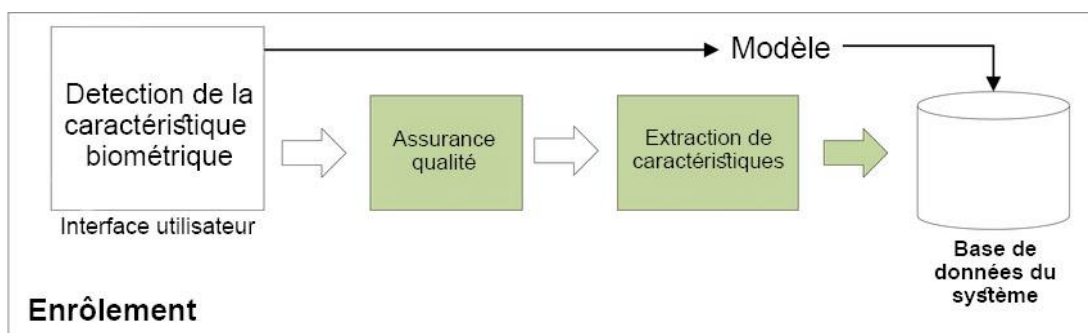 Modèle
Detection de la
caractéristique
biométrique
Assurance
qualité
Extraction de
caractéristiques
Interface utilisateur
Base de
données du
système
Enrôlement